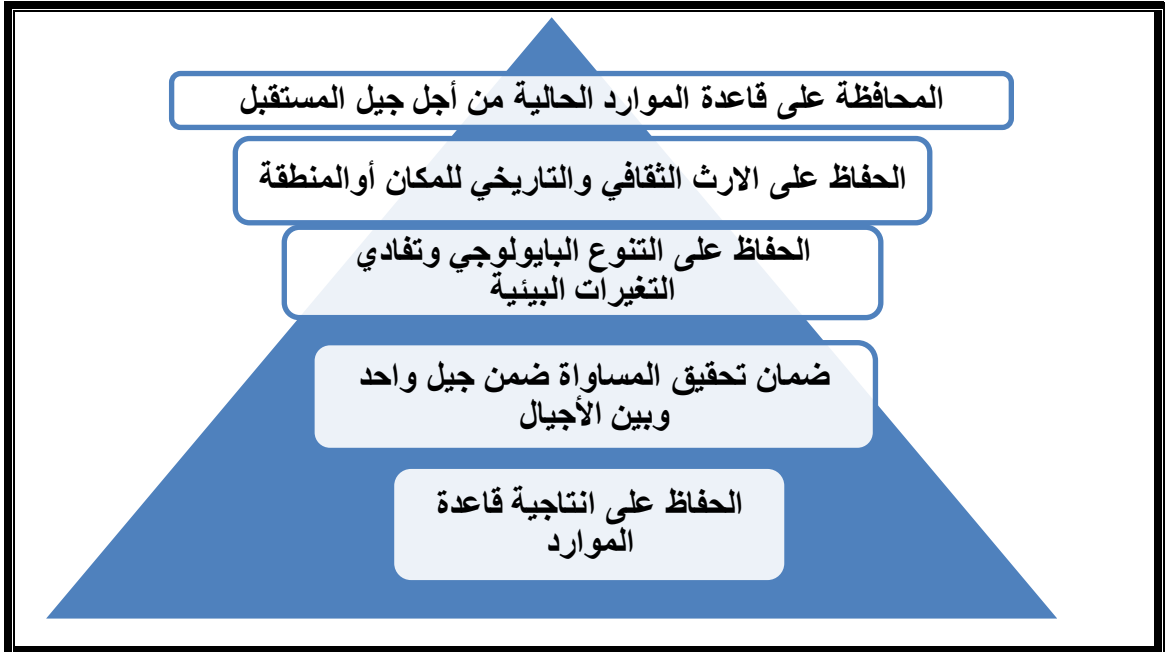 المحافظة على قاعدة الموارد الحالية من أجل جيل المستقبل
الحفاظ على الارث الثقافي والتاريخي للمكان أوالمنطقة
الحفاظ على التنوع البايولوجي وتفادي
التغيرات البيئية
ضمان تحقيق المساواة ضمن جيل واحد
وبين الأجيال
الحفاظ على انتاجية قاعدة
الموارد